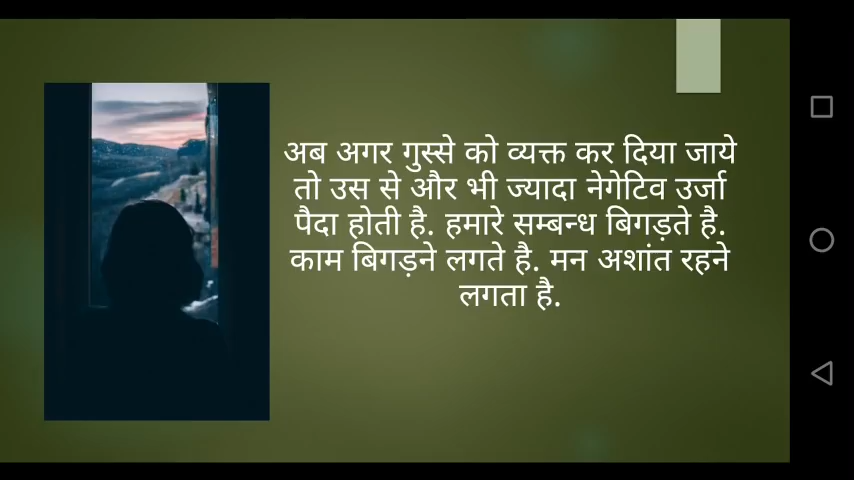 अब अगर गुस्से को व्यक्त कर दिया जाये
तो उस से और भी ज्यादा नेगेटिव उर्जा
पैदा होती है. हमारे सम्बन्ध बिगड़ते है.
काम बिगड़ने लगते है. मन अशांत रहने
लगता है.